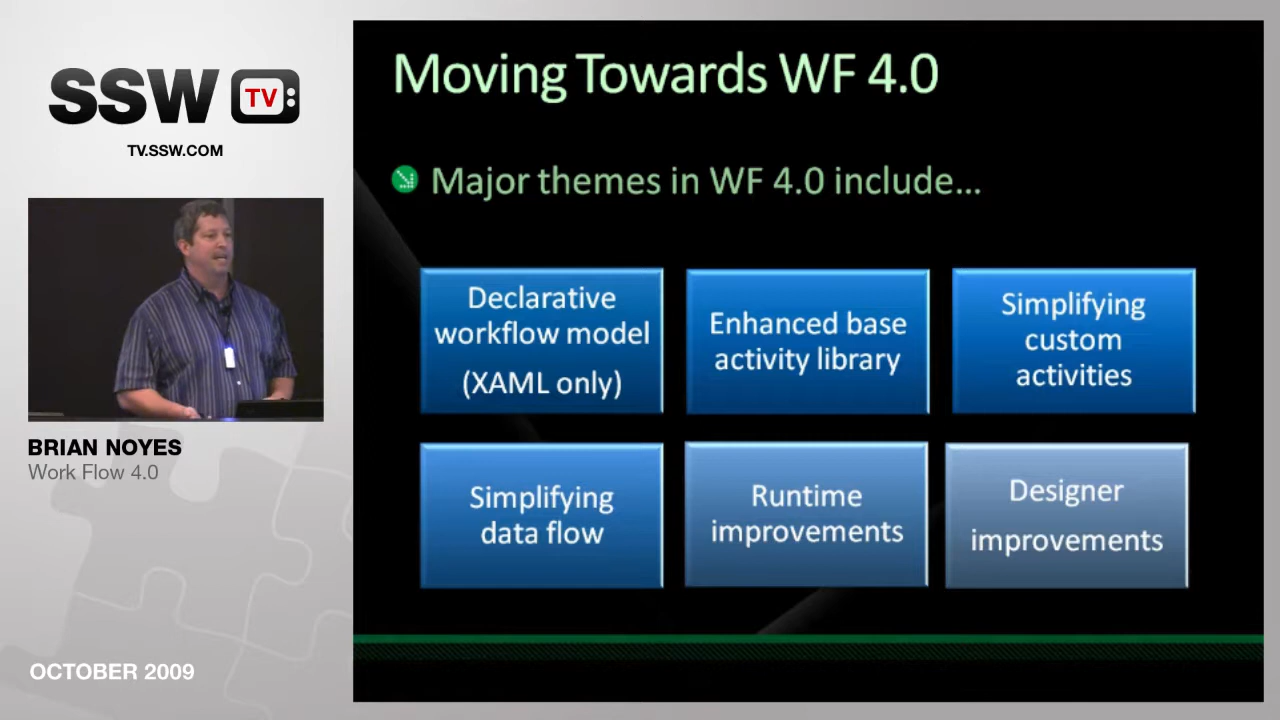 SSW TV:
TV.SSW.COM
BRIAN NOYES
Work Flow 4.0
OCTOBER 2009
Moving Towards WF 4.0
Major themes in WF 4.0 include...
Declarative
workflow model
(XAML only)
Enhanced base
activity library
Simplifying
custom
activities
Simplifying
data flow
Runtime
improvements
Designer
improvements